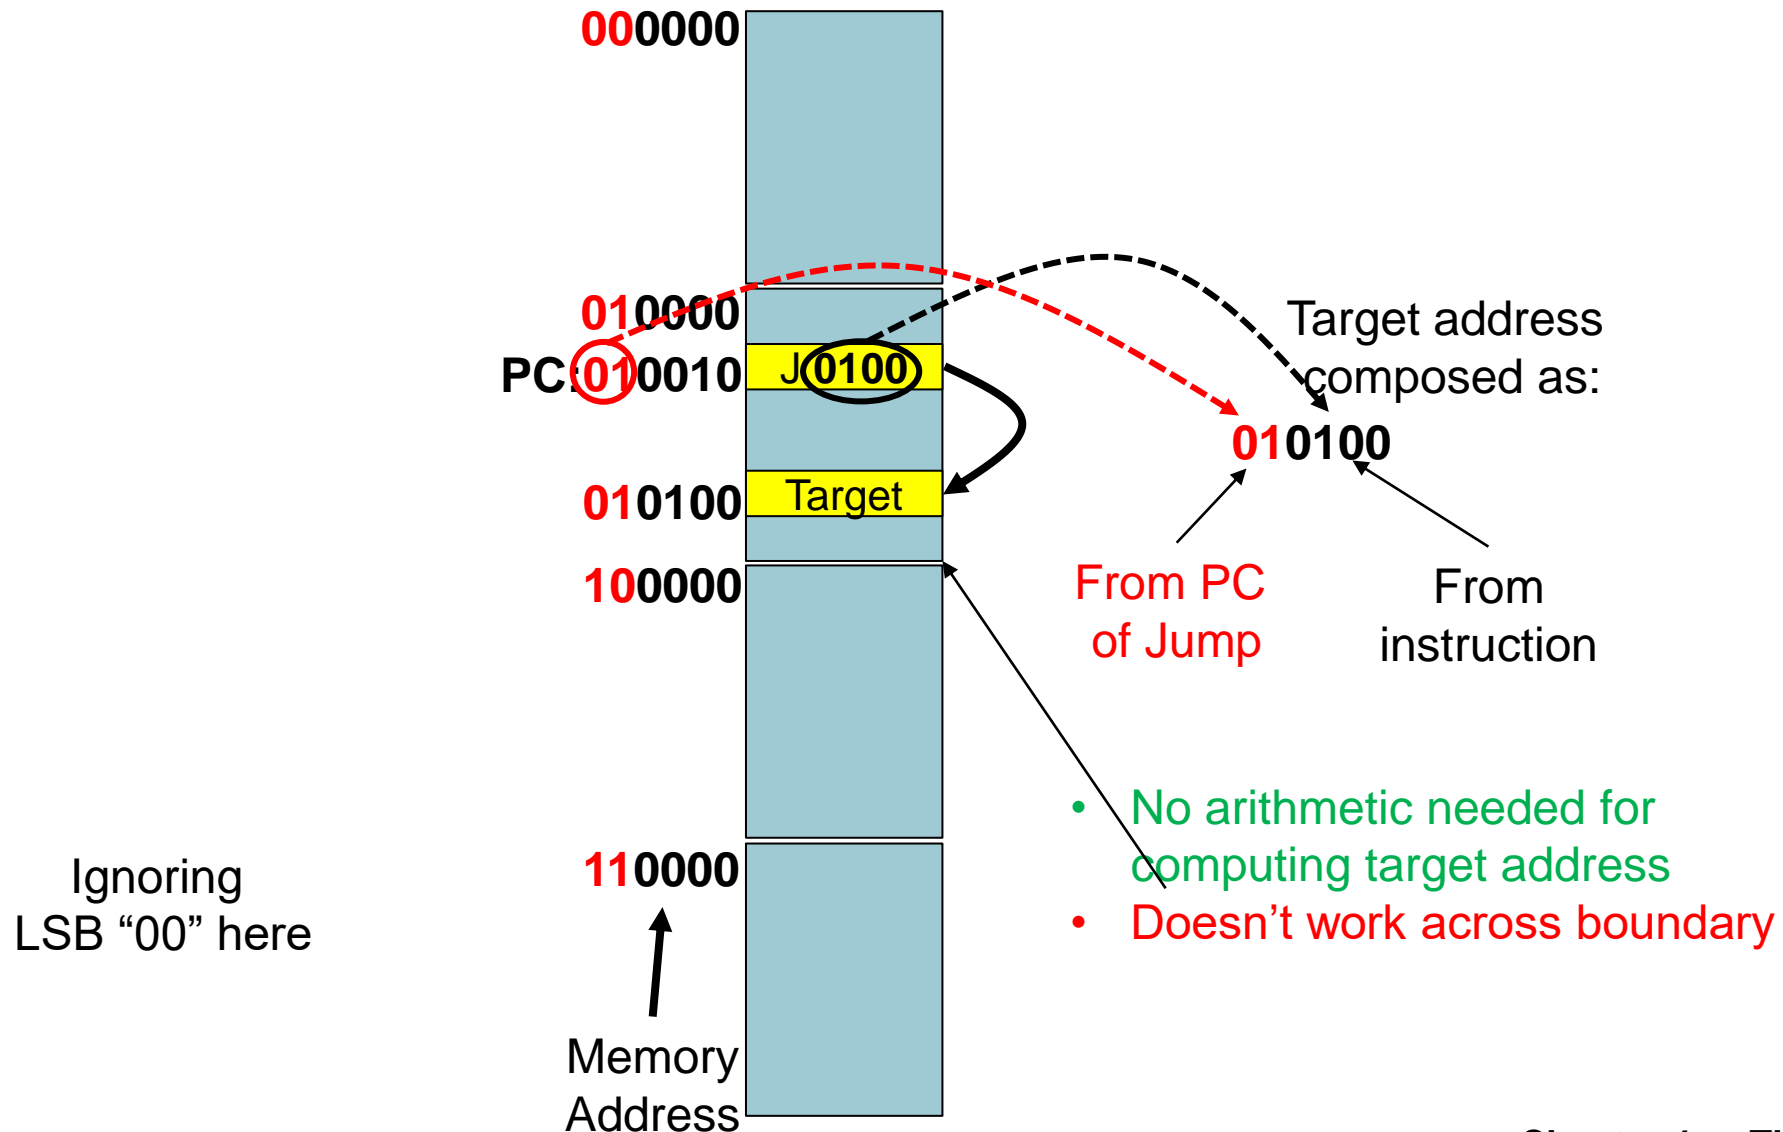 000000
010000
PC:010010
J 0100
Target address
composed as:
010100
010100
Target
100000
From PC
of Jump
From
instruction
• No arithmetic needed for
computing target address
• Doesn’t work across boundary
110000
Ignoring
LSB “00” here
Memory
Address